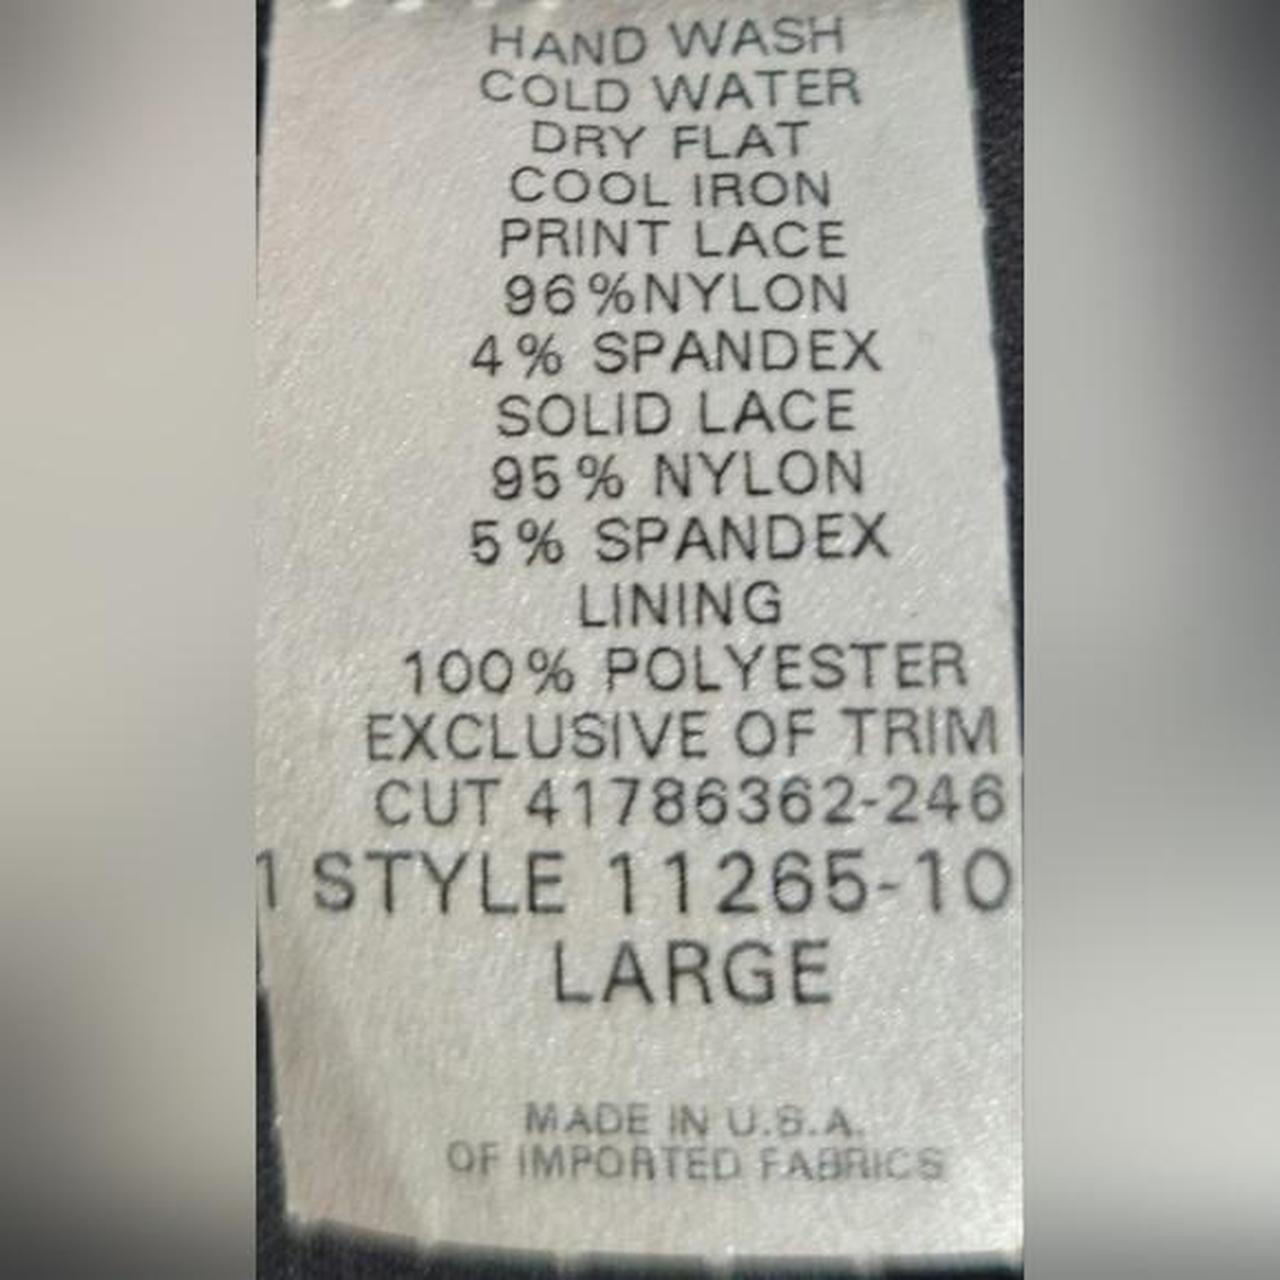 HAND WASH
COLD WATER
DRY FLAT
COOL IRON
PRINT LACE
96%NYLON
4% SPANDEX
SOLID LACE
95% NYLON
5% SPANDEX
LINING
100% POLYESTER
EXCLUSIVE OF TRIM
CUT 41786362-246
1 STYLE 11265-10
LARGE
MADE IN U.S.A.
OF IMPORTED FABRICS